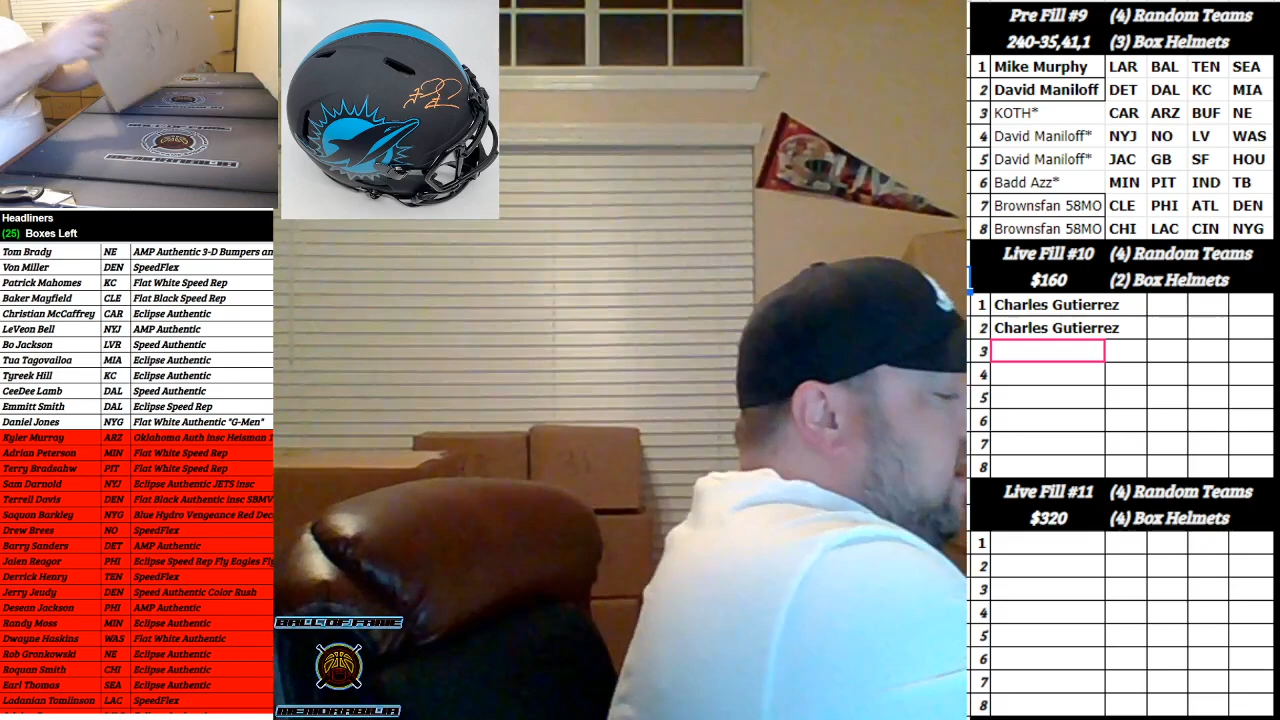 Headliners
(25) Boxes Left
Tom Brady NE AMP Authentic 3-D Bumpers an
Von Miller DEN SpeedFlex
Patrick Mahomes KC Flat White Speed Rep
Baker Mayfield CLE Flat Black Speed Rep
Christian McCaffrey CAR Eclipse Authentic
LeVeon Bell NYJ AMP Authentic
Bo Jackson LVR Speed Authentic
Tua Tagovailoa MIA Eclipse Authentic
Tyreek Hill KC Eclipse Authentic
CeeDee Lamb DAL Speed Authentic
Emmitt Smith DAL Eclipse Speed Rep
Daniel Jones NYG Flat White Authentic "G-Men"
Kyler Murray ARZ Oklahoma Auth insc Heisman 1
Adrian Peterson MIN Flat White Speed Rep
Terry Bradsahw PIT Flat White Speed Rep
Sam Darnold NYJ Eclipse Authentic JETS insc
Terrell Davis DEN Flat Black Authentic insc SBMV
Saquon Barkley NYG Blue Hydro Vengeance Red Dec
Drew Brees NO SpeedFlex
Barry Sanders DET AMP Authentic
Jalen Reagor PHI Eclipse Speed Rep Fly Eagles Fly
Derrick Henry TEN SpeedFlex
Jerry Jeudy DEN Speed Authentic Color Rush
Desean Jackson PHI AMP Authentic
Randy Moss MIN Eclipse Authentic
Dwayne Haskins WAS Flat White Authentic
Rob Gronkowski NE Eclipse Authentic
Roquan Smith CHI Eclipse Authentic
Earl Thomas SEA Eclipse Authentic
Ladanian Tomlinson LAC SpeedFlex
BALL OF FAME
MEMORABILIA
Pre Fill #9 (4) Random Teams
240-35,41,1 (3) Box Helmets
1 Mike Murphy LAR BAL TEN SEA
2 David Maniloff DET DAL KC MIA
3 KOTH* CAR ARZ BUF NE
4 David Maniloff* NYJ NO LV WAS
5 David Maniloff* JAC GB SF HOU
6 Badd Azz* MIN PIT IND TB
7 Brownsfan 58MO CLE PHI ATL DEN
8 Brownsfan 58MO CHI LAC CIN NYG
Live Fill #10 (4) Random Teams
$160 (2) Box Helmets
1 Charles Gutierrez
2 Charles Gutierrez
3
4
5
6
7
8
Live Fill #11 (4) Random Teams
$320 (4) Box Helmets
1
2
3
4
5
6
7
8